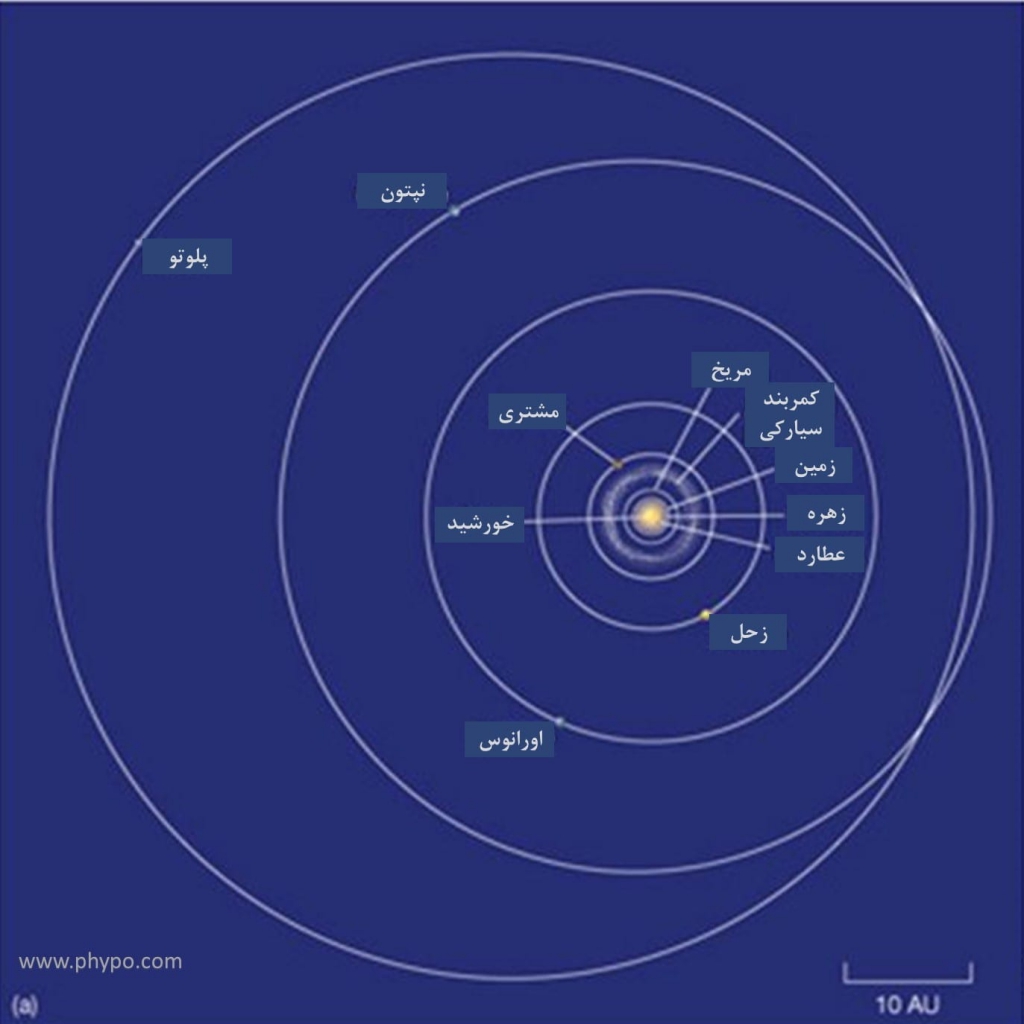 نپتون
پلوتو
مریخ
کمربند
سیارکی
مشتری
زمین
زهره
خورشید
عطارد
زحل
اورانوس
www.phypo.com
10 AU
(a)